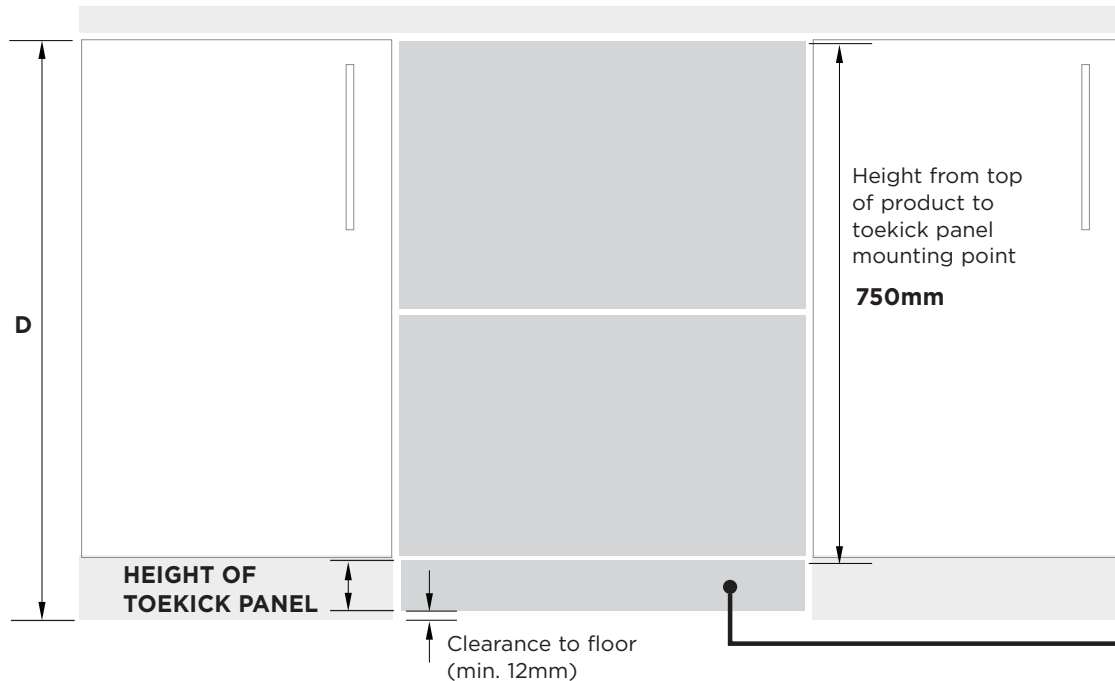 Height from top
of product to
toekick panel
mounting point
750mm
D
HEIGHT OF
TOEKICK PANEL
Clearance to floor
(min. 12mm)